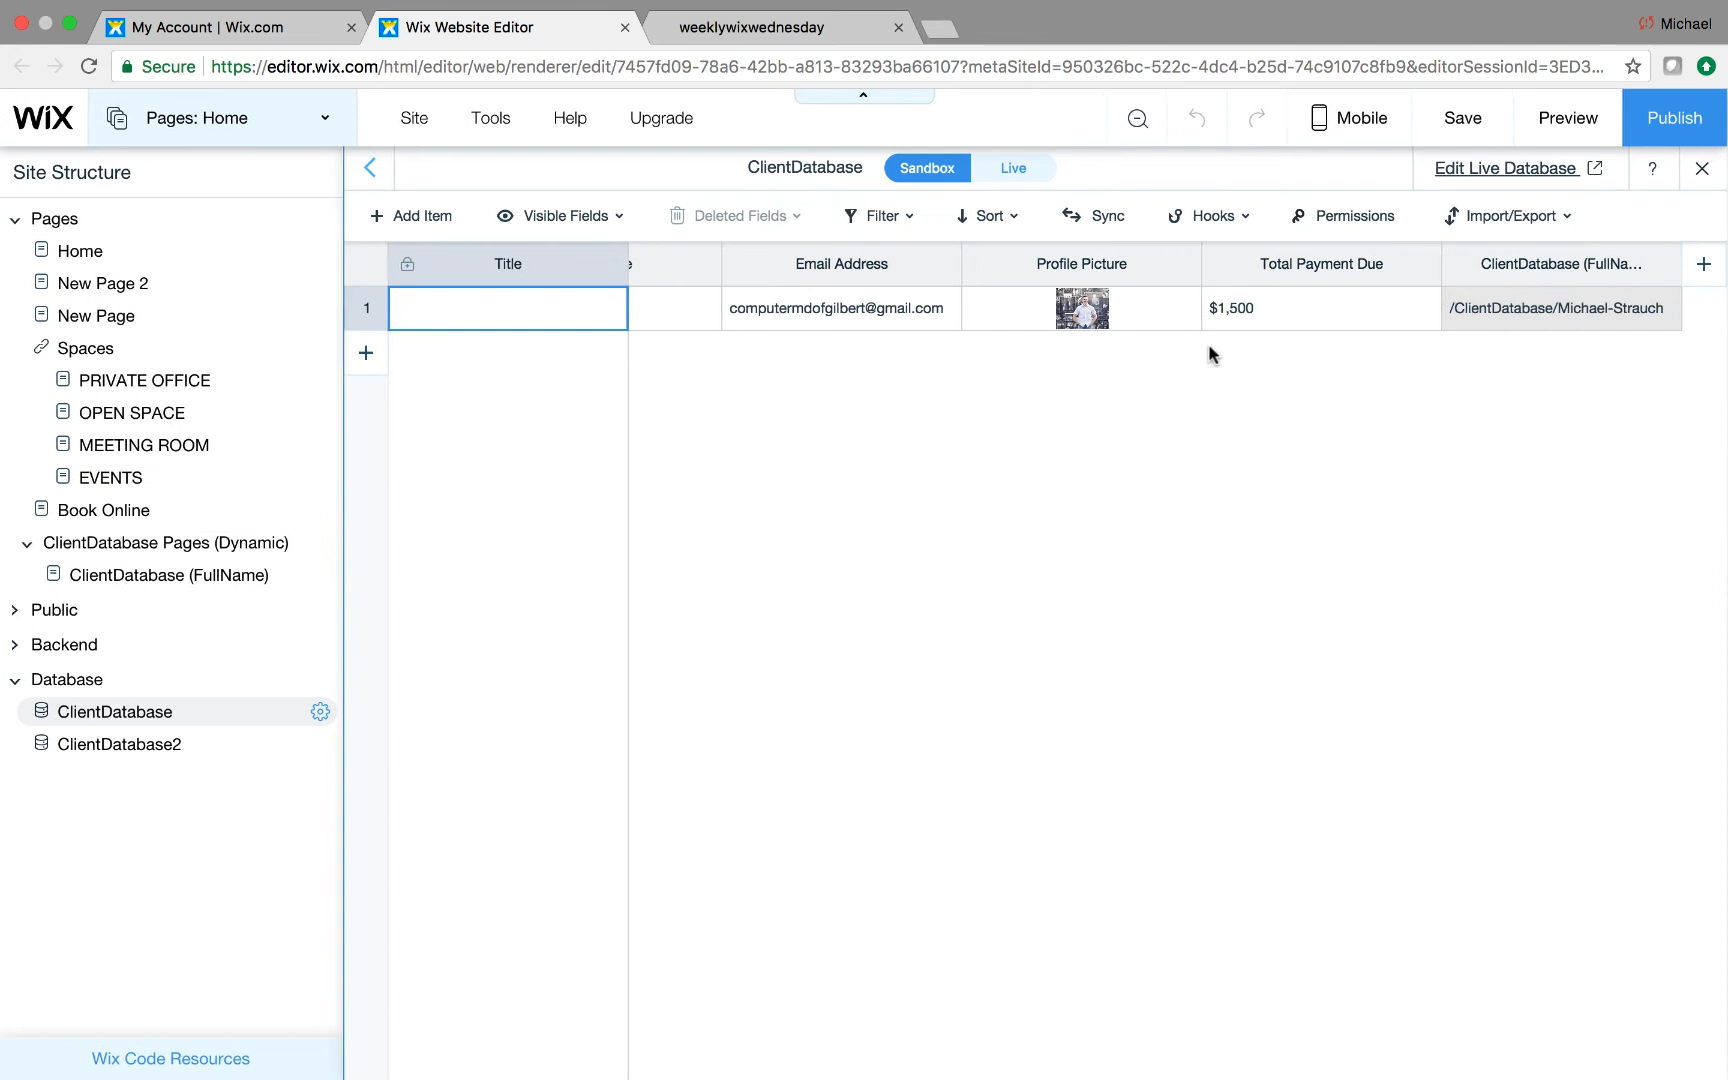 My Account | Wix.com
Wix Website Editor
weeklywixwednesday
Michael
Secure
https://editor.wix.com/html/editor/web/renderer/edit/7457fd09-78a6-42bb-a813-83293ba66107?metaSiteId=950326bc-522c-4dc4-b25d-74c9107c8fb9&editorSessionId=3ED3...
WiX
Pages: Home
Site
Tools
Help
Upgrade
Mobile
Save
Preview
Publish
Site Structure
ClientDatabase
Sandbox
Live
Edit Live Database
?
+ Add Item
Visible Fields
Deleted Fields
Filter
Sort
Sync
Hooks
Permissions
Import/Export
Title
e
Email Address
Profile Picture
Total Payment Due
ClientDatabase (FullNa...
+
1
computermdofgilbert@gmail.com
$1,500
/ClientDatabase/Michael-Strauch
+
Pages
Home
New Page 2
New Page
Spaces
PRIVATE OFFICE
OPEN SPACE
MEETING ROOM
EVENTS
Book Online
ClientDatabase Pages (Dynamic)
ClientDatabase (FullName)
Public
Backend
Database
ClientDatabase
ClientDatabase2
Wix Code Resources